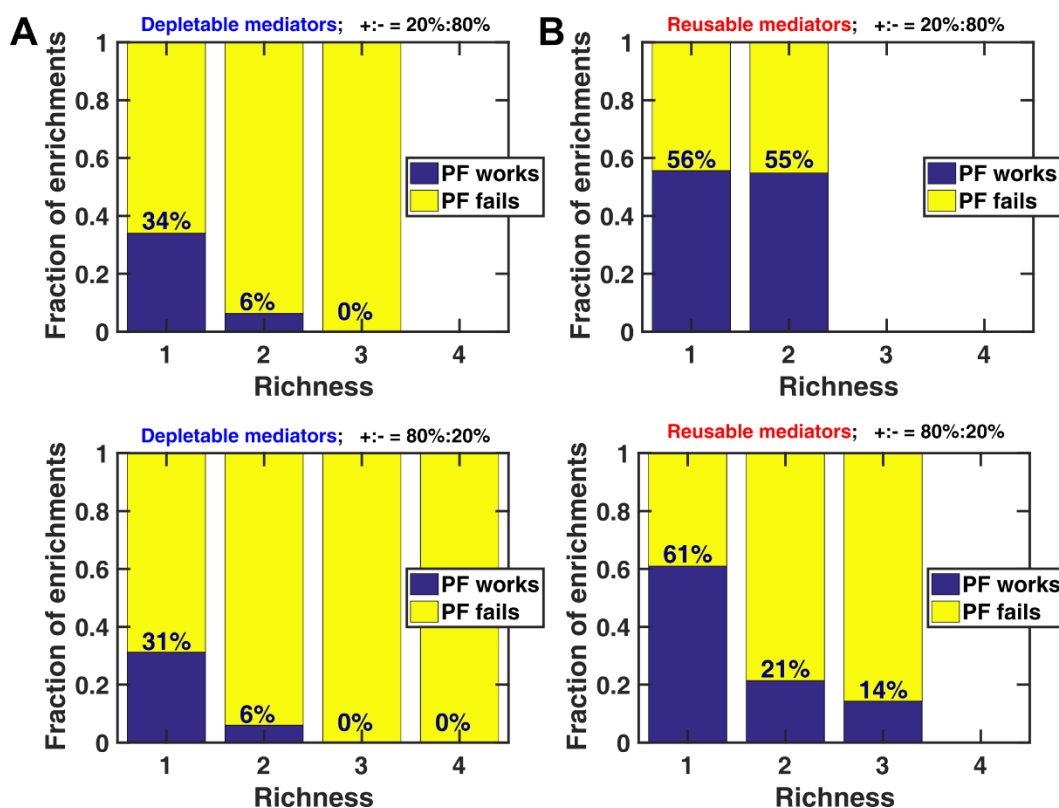 A
Depletable mediators; +:- = 20%:80%
Fraction of enrichments
1
0.8
0.6
0.4
0.2
0
34%
6%
0%
PF works
PF fails
1 2 3 4
Richness
B
Reusable mediators; +:- = 20%:80%
Fraction of enrichments
1
0.8
0.6
0.4
0.2
0
56%
55%
PF works
PF fails
1 2 3 4
Richness
Depletable mediators; +:- = 80%:20%
Fraction of enrichments
1
0.8
0.6
0.4
0.2
0
31%
6%
0%
0%
PF works
PF fails
1 2 3 4
Richness
Reusable mediators; +:- = 80%:20%
Fraction of enrichments
1
0.8
0.6
0.4
0.2
0
61%
21%
14%
PF works
PF fails
1 2 3 4
Richness